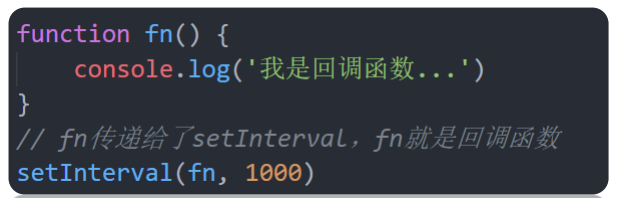 function fn() {
    console.log('我是回调函数...')
}
// fn传递给了setInterval，fn就是回调函数
setInterval(fn, 1000)